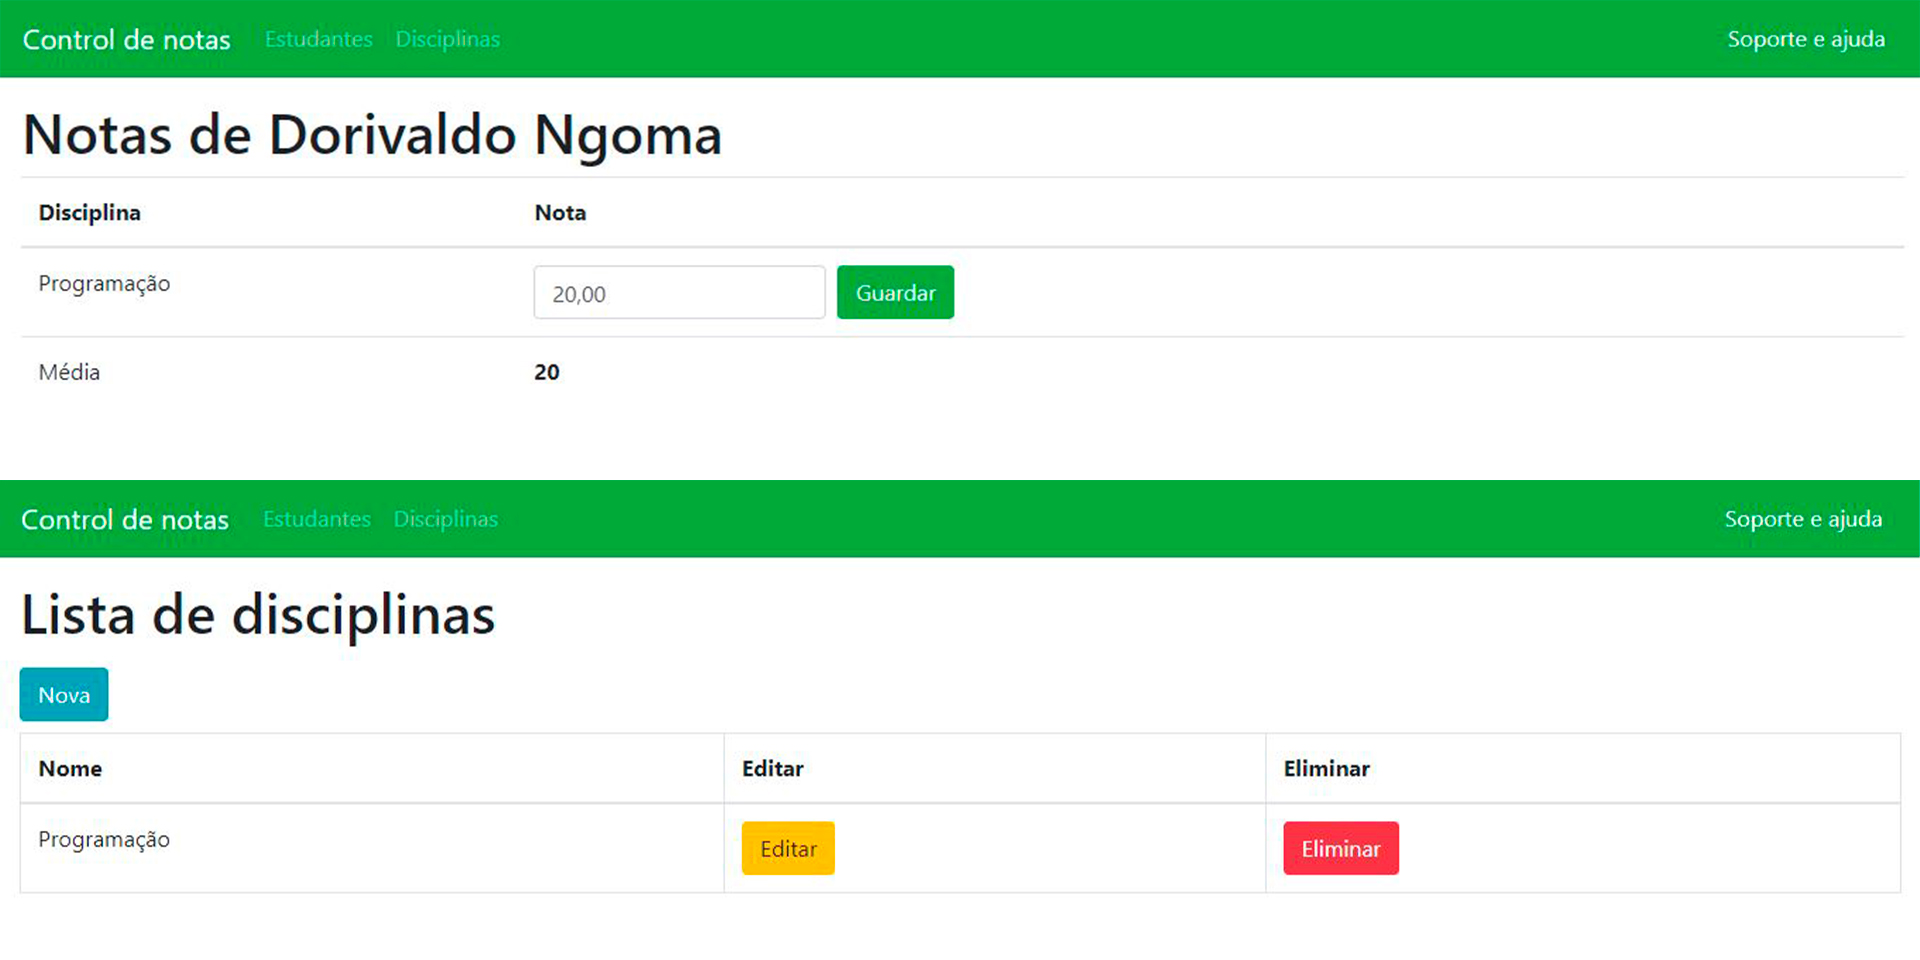 Control de notas Estudantes Disciplinas Soporte e ajuda
Notas de Dorivaldo Ngoma
Disciplina Nota
Programação 20,00 Guardar
Média 20
Control de notas Estudantes Disciplinas Soporte e ajuda
Lista de disciplinas
Nova
Nome Editar Eliminar
Programação Editar Eliminar